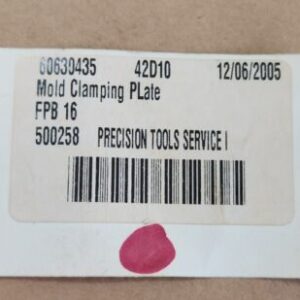 60630435 42D10 12/06/2005
Mold Clamping PLate
FPB 16
500258 PRECISION TOOLS SERVICE I